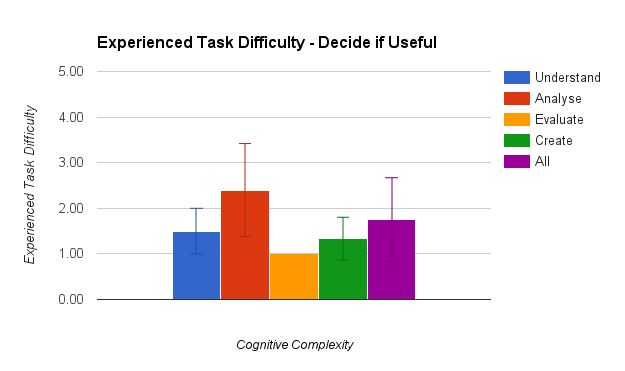 Experienced Task Difficulty - Decide if Useful
5.00
4.00
3.00
2.00
1.00
0.00
Experienced Task Difficulty
Cognitive Complexity
Understand
Analyse
Evaluate
Create
All